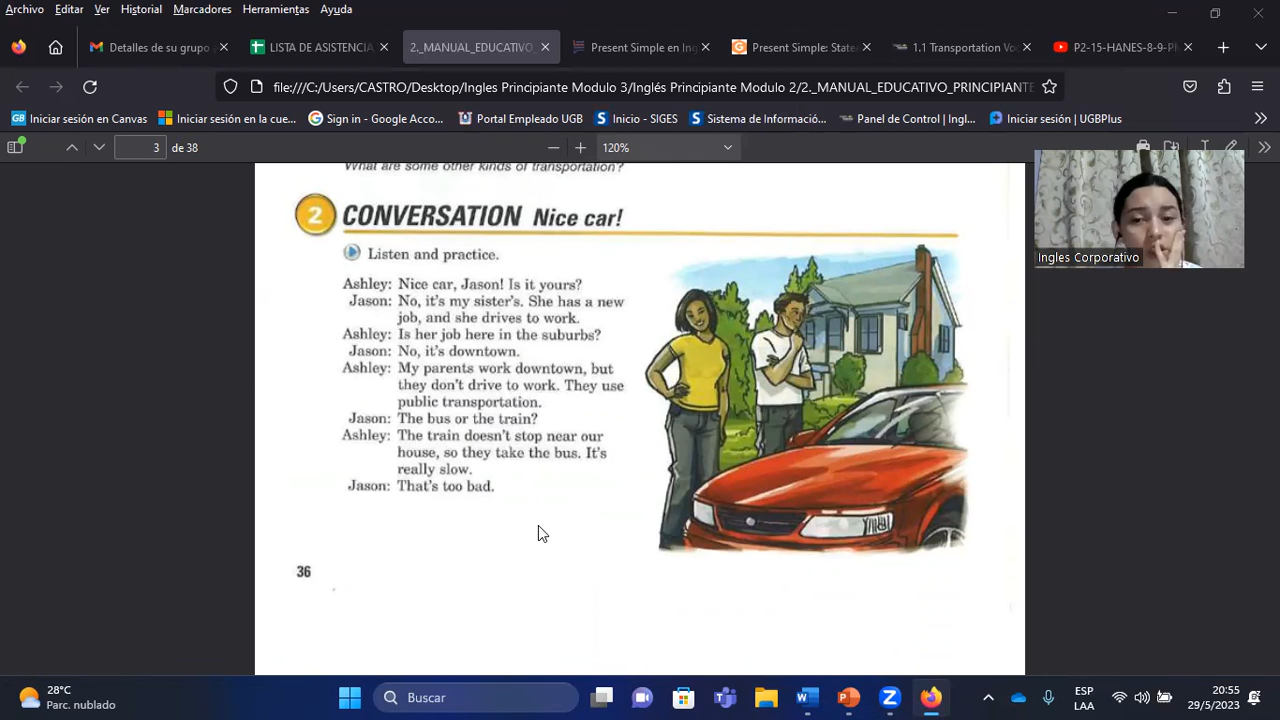 Archivo Editar Ver Historial Marcadores Herramientas Ayuda
Detalles de su grupo
LISTA DE ASISTENCIA
2._MANUAL_EDUCATIVO_
Present Simple en Ing
Present Simple: State
1.1 Transportation Vo
P2-15-HANES-8-9-P
file:///C:/Users/CASTRO/Desktop/Ingles Principiante Modulo 3/Inglés Principiante Modulo 2/2._MANUAL_EDUCATIVO_PRINCIPIANTE
Iniciar sesión en Canvas
Iniciar sesión en la cue...
Sign in - Google Acco...
Portal Empleado UGB
Inicio - SIGES
Sistema de Informació...
Panel de Control | Ingl...
Iniciar sesión | UGBPlus
3 de 38
120%
What are some other kinds of transportation?
2 CONVERSATION Nice car!
Listen and practice.
Ashley: Nice car, Jason! Is it yours?
Jason: No, it's my sister's. She has a new
job, and she drives to work.
Ashley: Is her job here in the suburbs?
Jason: No, it's downtown.
Ashley: My parents work downtown, but
they don't drive to work. They use
public transportation.
Jason: The bus or the train?
Ashley: The train doesn't stop near our
house, so they take the bus. It's
really slow.
Jason: That's too bad.
36
Ingles Corporativo
28°C
Parc. nublado
Buscar
ESP
LAA
20:55
29/5/2023